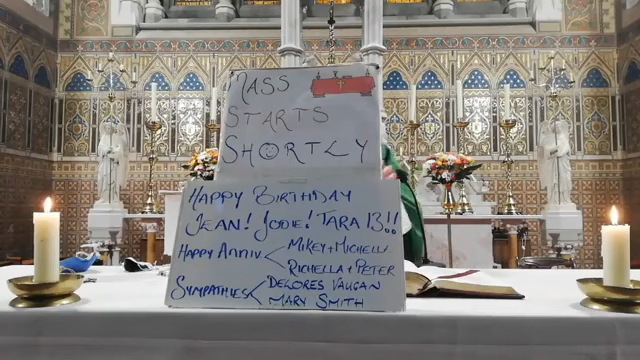 MASS
STARTS
SHORTLY
HAPPY BIRTHDAY
JEAN! JODIE! TARA 13!!
HAPPY ANNIV < MIKEY + MICHELLE
RICHELLA + PETER
SYMPATHIES < DELORES VAUGAN
MARY SMITH